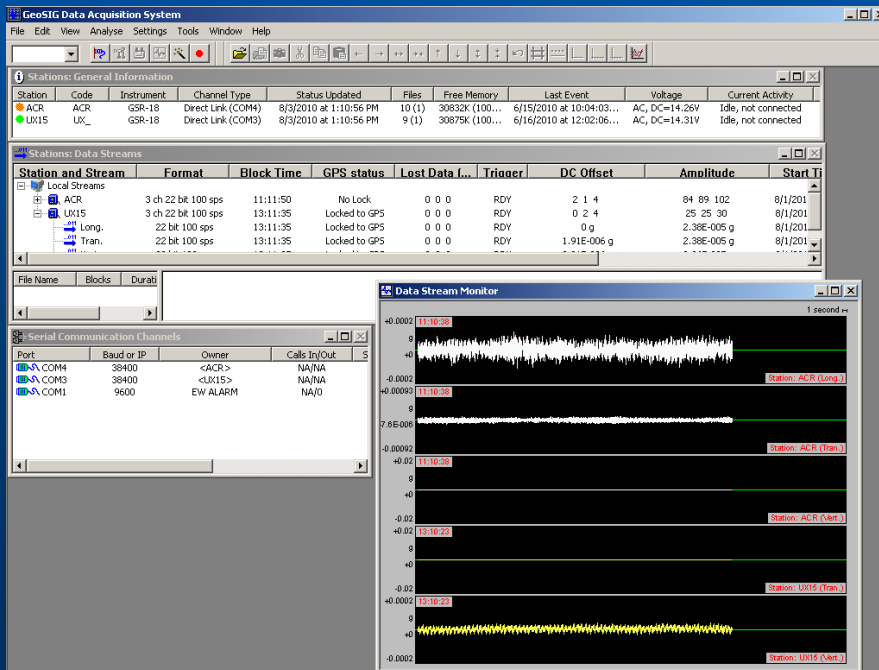 GeoSIG Data Acquisition System
File Edit View Analyse Settings Tools Window Help
Stations: General Information
Station Code Instrument Channel Type Status Updated Files Free Memory Last Event Voltage Current Activity
ACR ACR GSR-18 Direct Link (COM4) 8/3/2010 at 1:10:56 PM 10 (1) 30832K (100... 6/15/2010 at 10:04:03... AC, DC=14.26V Idle, not connected
UX15 UX_ GSR-18 Direct Link (COM3) 8/3/2010 at 1:10:56 PM 9 (1) 30875K (100... 6/16/2010 at 12:02:06... AC, DC=14.31V Idle, not connected
Stations: Data Streams
Station and Stream Format Block Time GPS status Lost Data (... Trigger DC Offset Amplitude Start Ti
Local Streams
ACR 3 ch 22 bit 100 sps 11:11:50 No Lock 0 0 0 RDY 2 1 4 84 89 102 8/1/201
UX15 3 ch 22 bit 100 sps 13:11:35 Locked to GPS 0 0 0 RDY 0 2 4 25 25 30 8/1/201
Long. 22 bit 100 sps 13:11:35 Locked to GPS 0 0 0 RDY 0 g 2.38E-005 g 8/1/201
Tran. 22 bit 100 sps 13:11:35 Locked to GPS 0 0 0 RDY 1.91E-006 g 2.38E-005 g 8/1/201
File Name Blocks Durati
Data Stream Monitor
1 second
+0.0002 11:10:38
g
+0
-0.0002 Station: ACR (Long.)
+0.00093 11:10:38
g
7.6E-006
-0.00092 Station: ACR (Tran.)
+0.02 11:10:38
g
+0
-0.02 Station: ACR (Vert.)
+0.02 13:10:23
g
+0
-0.02 Station: UX15 (Tran.)
+0.0002 13:10:23
g
+0
-0.0002 Station: UX15 (Vert.)
Serial Communication Channels
Port Baud or IP Owner Calls In/Out S
COM4 38400 <ACR> NA/NA
COM3 38400 <UX15> NA/NA
COM1 9600 EW ALARM NA/0